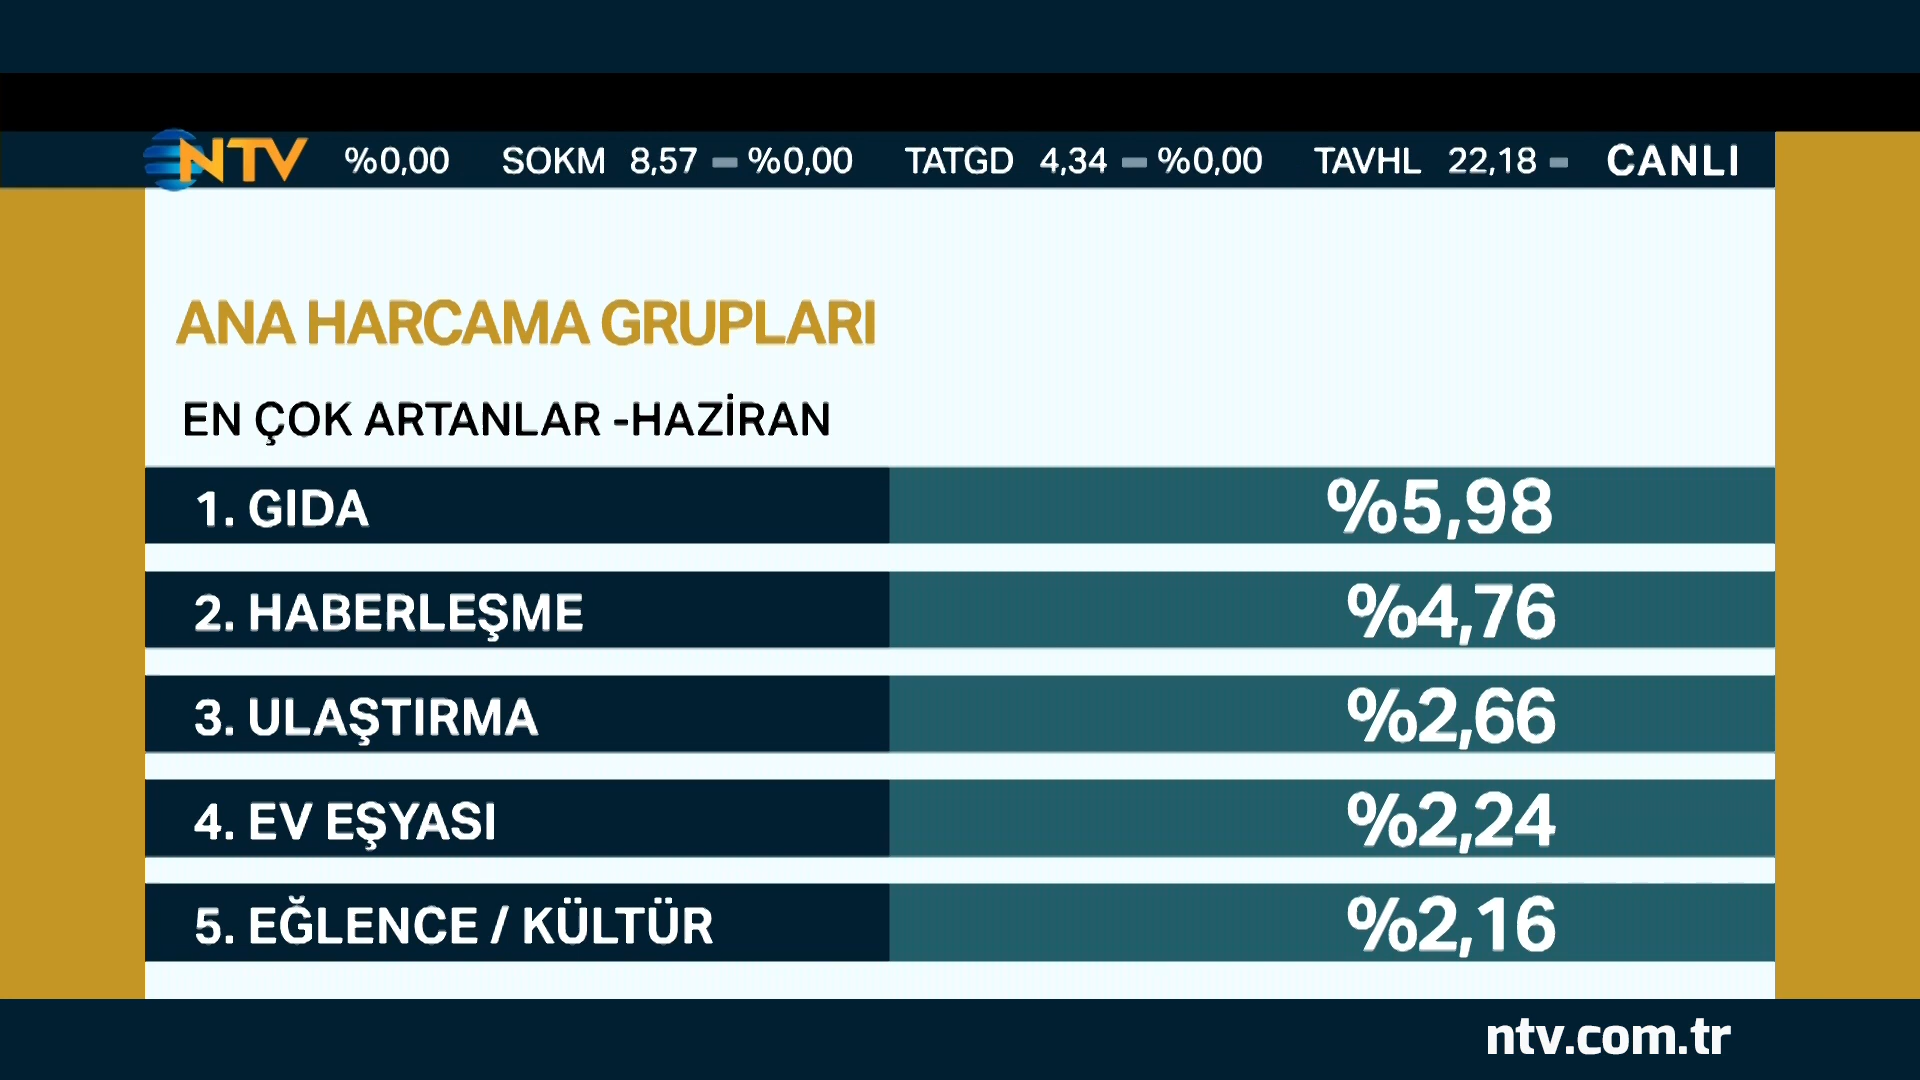 NTV %0,00 SOKM 8,57 %0,00 TATGD 4,34 %0,00 TAVHL 22,18 CANLI
ANA HARCAMA GRUPLARI
EN ÇOK ARTANLAR -HAZİRAN
1. GIDA %5,98
2. HABERLEŞME %4,76
3. ULAŞTIRMA %2,66
4. EV EŞYASI %2,24
5. EĞLENCE / KÜLTÜR %2,16
ntv.com.tr